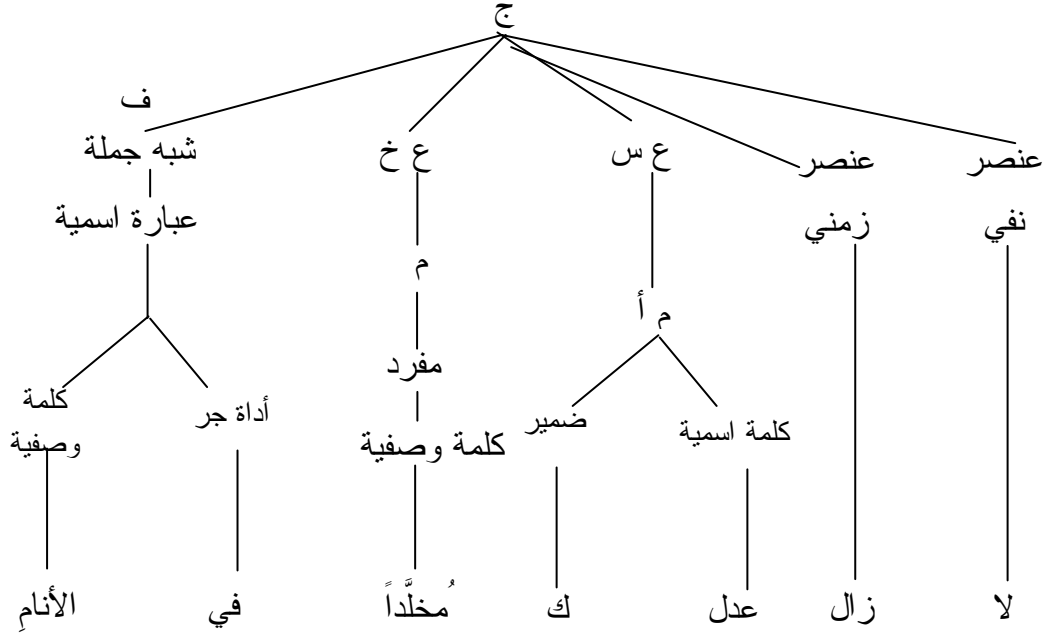 ج
ف
عنصر عنصر ع س ع خ شبه جملة
نفي زمني عبارة اسمية
م
م أ
مفرد
كلمة اسمية ضمير كلمة وصفية أداة جر كلمة
وصفية
لا زال عدل ك مُخلَّداً في الأنامِ